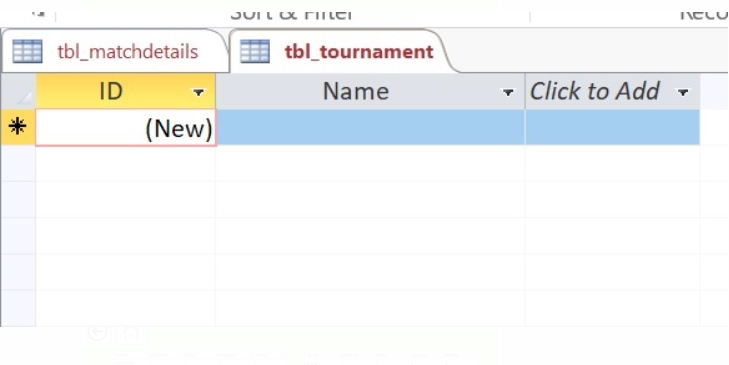 Sort & Filter
tbl_matchdetails tbl_tournament
ID Name Click to Add
(New)